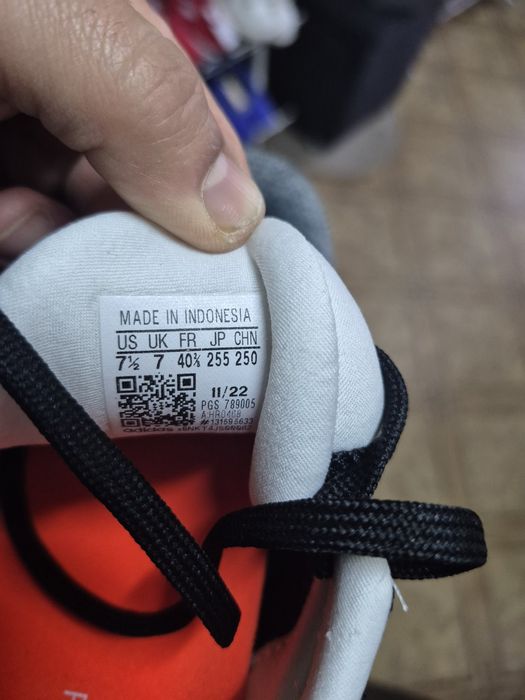 MADE IN INDONESIA
US UK FR JP CHN
7½ 7 40⅔ 255 250
11/22
PGS 789005
#131595633
adidas